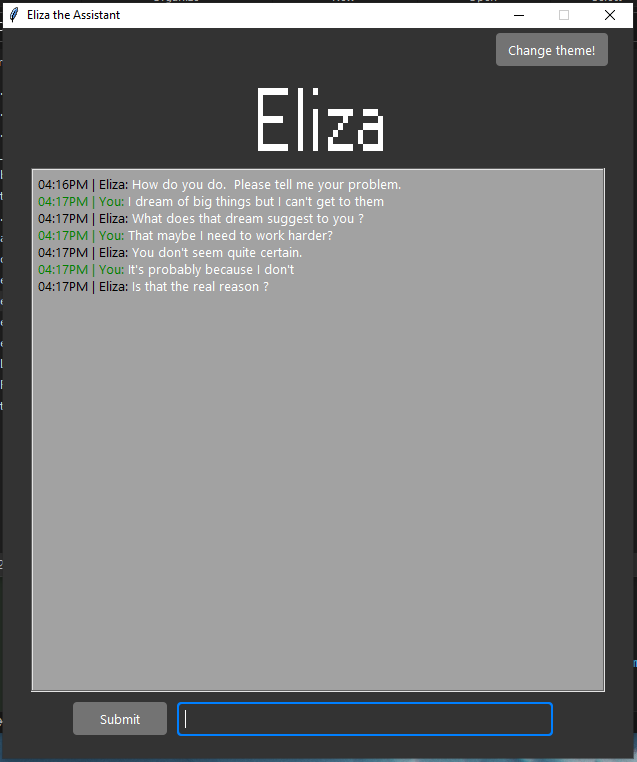 Eliza the Assistant
Change theme!
Eliza
04:16PM | Eliza: How do you do.  Please tell me your problem.
04:17PM | You: I dream of big things but I can't get to them
04:17PM | Eliza: What does that dream suggest to you ?
04:17PM | You: That maybe I need to work harder?
04:17PM | Eliza: You don't seem quite certain.
04:17PM | You: It's probably because I don't
04:17PM | Eliza: Is that the real reason ?
Submit